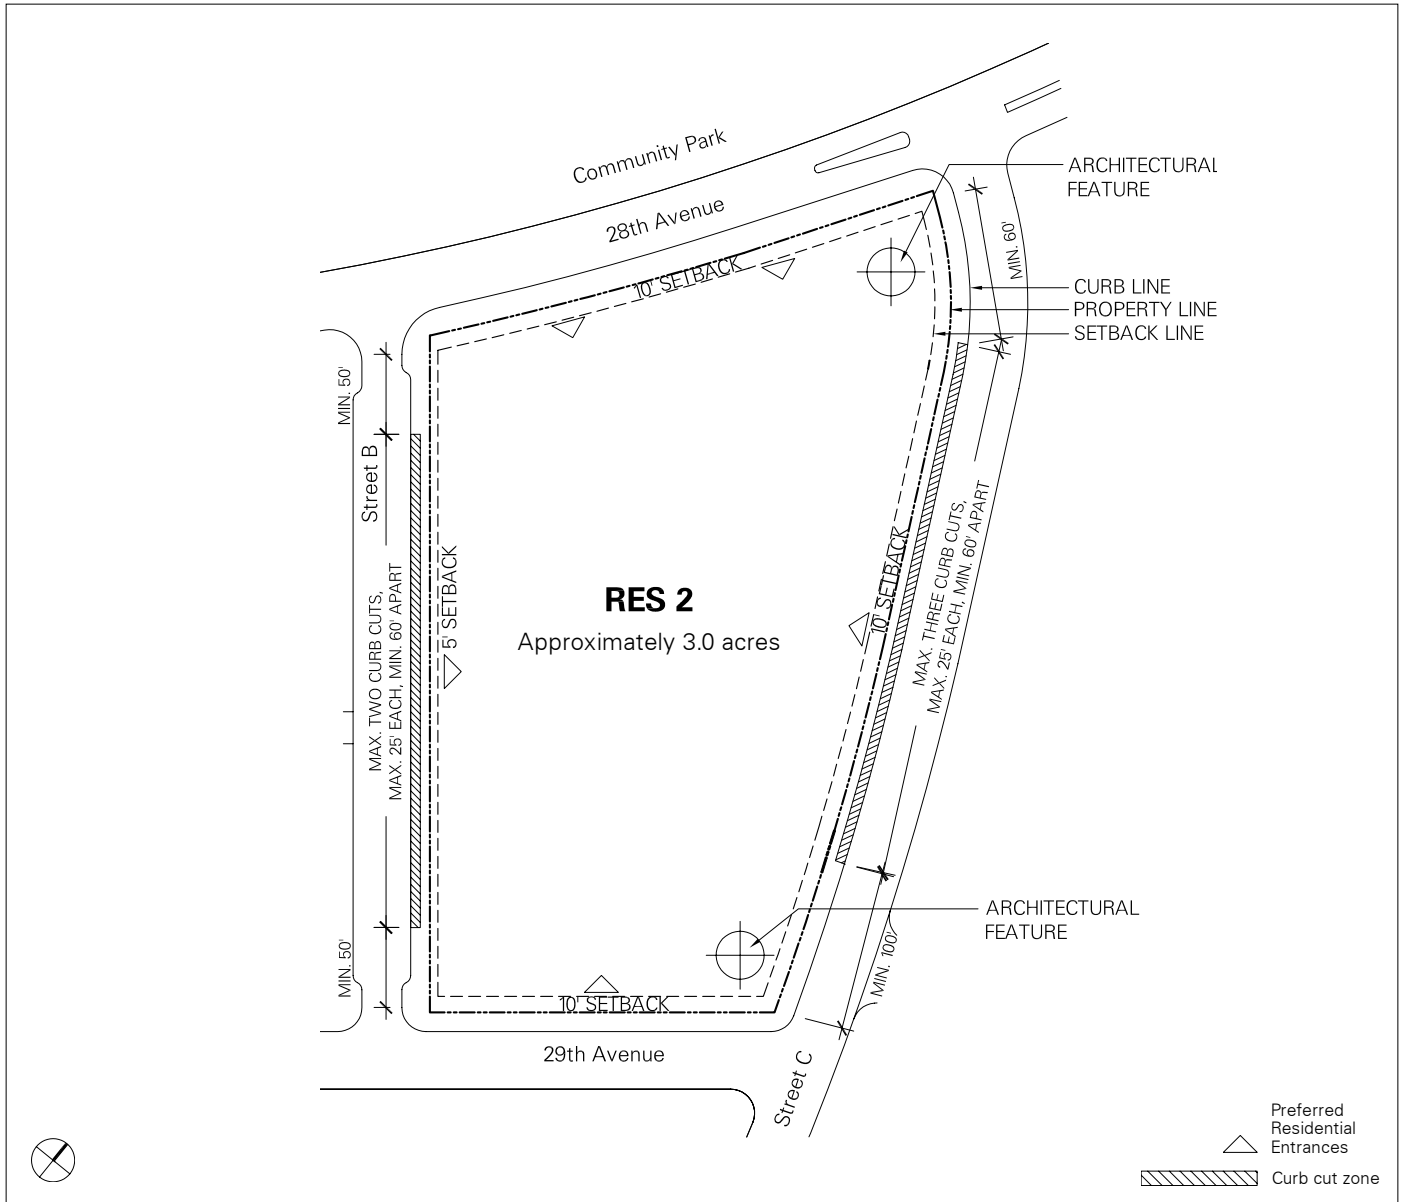 Community Park
28th Avenue
ARCHITECTURAL
FEATURE
MIN. 60'
CURB LINE
PROPERTY LINE
SETBACK LINE
10' SETBACK
MIN. 50'
Street B
MAX. TWO CURB CUTS,
MAX. 25' EACH, MIN. 60' APART
5' SETBACK
RES 2
Approximately 3.0 acres
10' SETBACK
MAX. THREE CURB CUTS,
MAX. 25' EACH, MIN. 60' APART
ARCHITECTURAL
FEATURE
MIN. 50'
MIN. 100'
10' SETBACK
29th Avenue
Street C
Preferred
Residential
Entrances
Curb cut zone